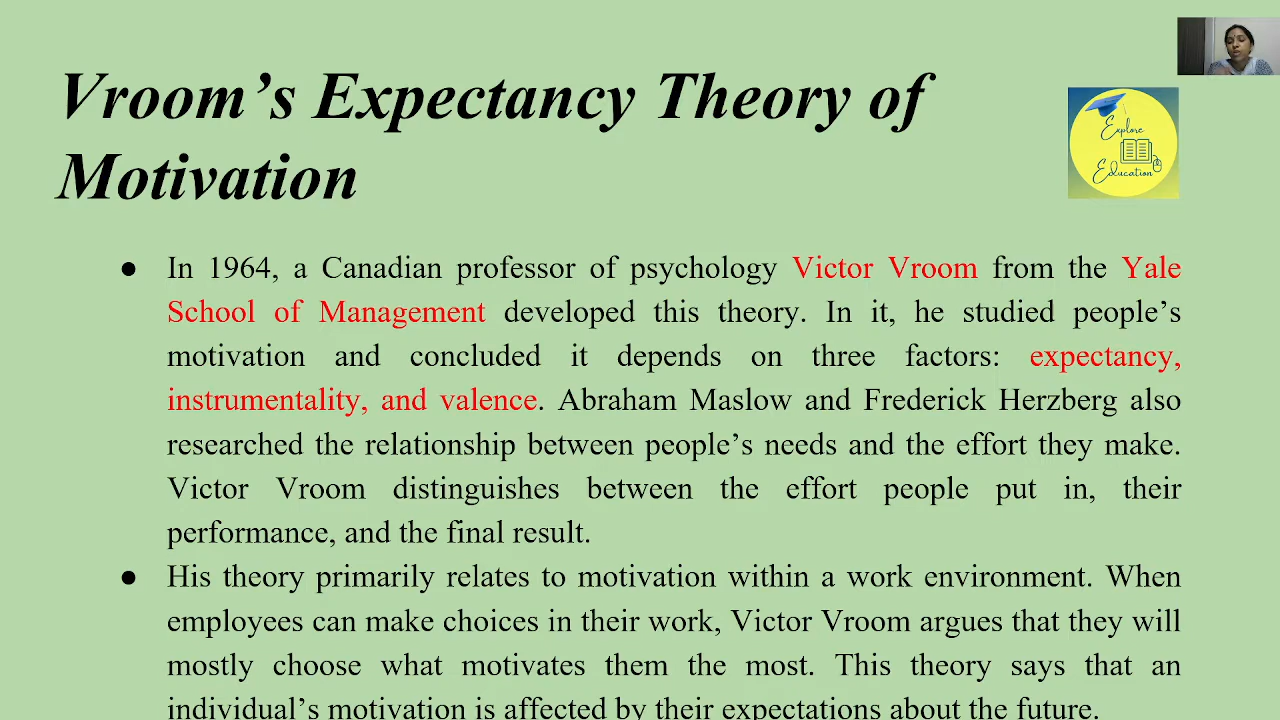 Vroom’s Expectancy Theory of
Motivation
Explore
Education
● In 1964, a Canadian professor of psychology Victor Vroom from the Yale
School of Management developed this theory. In it, he studied people’s
motivation and concluded it depends on three factors: expectancy,
instrumentality, and valence. Abraham Maslow and Frederick Herzberg also
researched the relationship between people’s needs and the effort they make.
Victor Vroom distinguishes between the effort people put in, their
performance, and the final result.
● His theory primarily relates to motivation within a work environment. When
employees can make choices in their work, Victor Vroom argues that they will
mostly choose what motivates them the most. This theory says that an
individual’s motivation is affected by their expectations about the future.